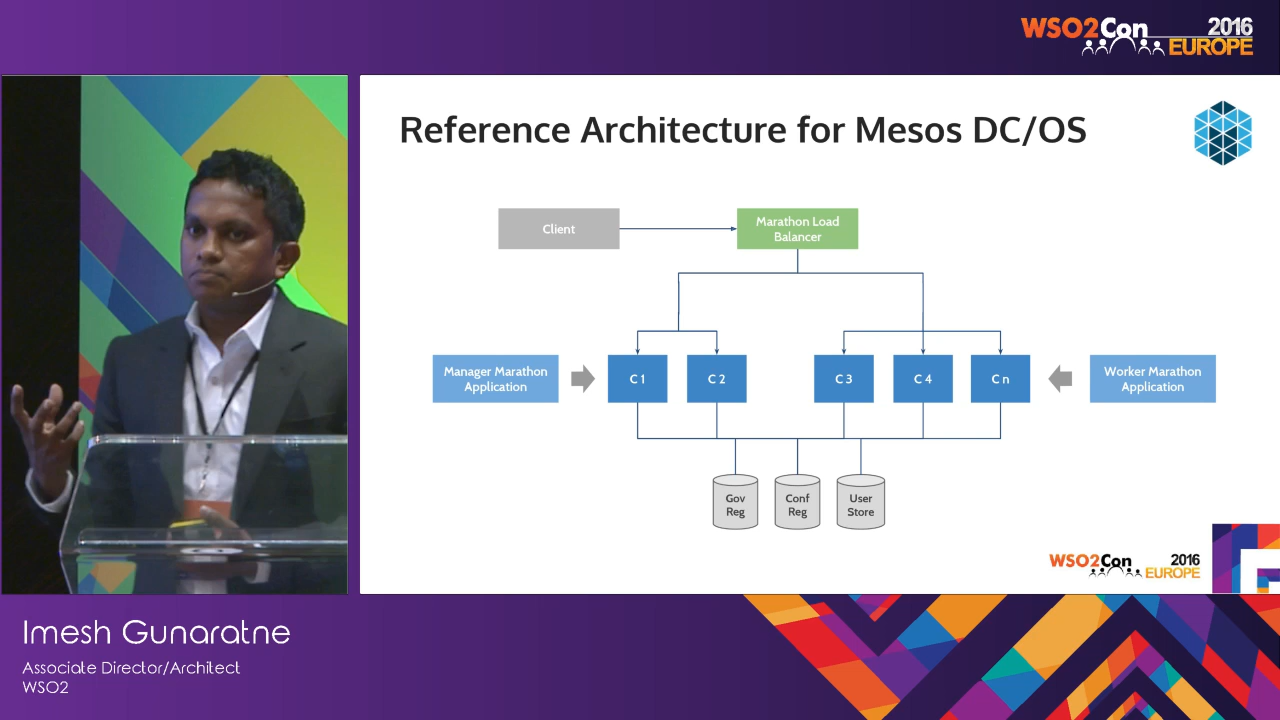 WSO2Con 2016
EUROPE
Reference Architecture for Mesos DC/OS
Client
Marathon Load
Balancer
Manager Marathon
Application
C 1
C 2
C 3
C 4
C n
Worker Marathon
Application
Gov
Reg
Conf
Reg
User
Store
WSO2Con 2016
EUROPE
Imesh Gunaratne
Associate Director/Architect
WSO2